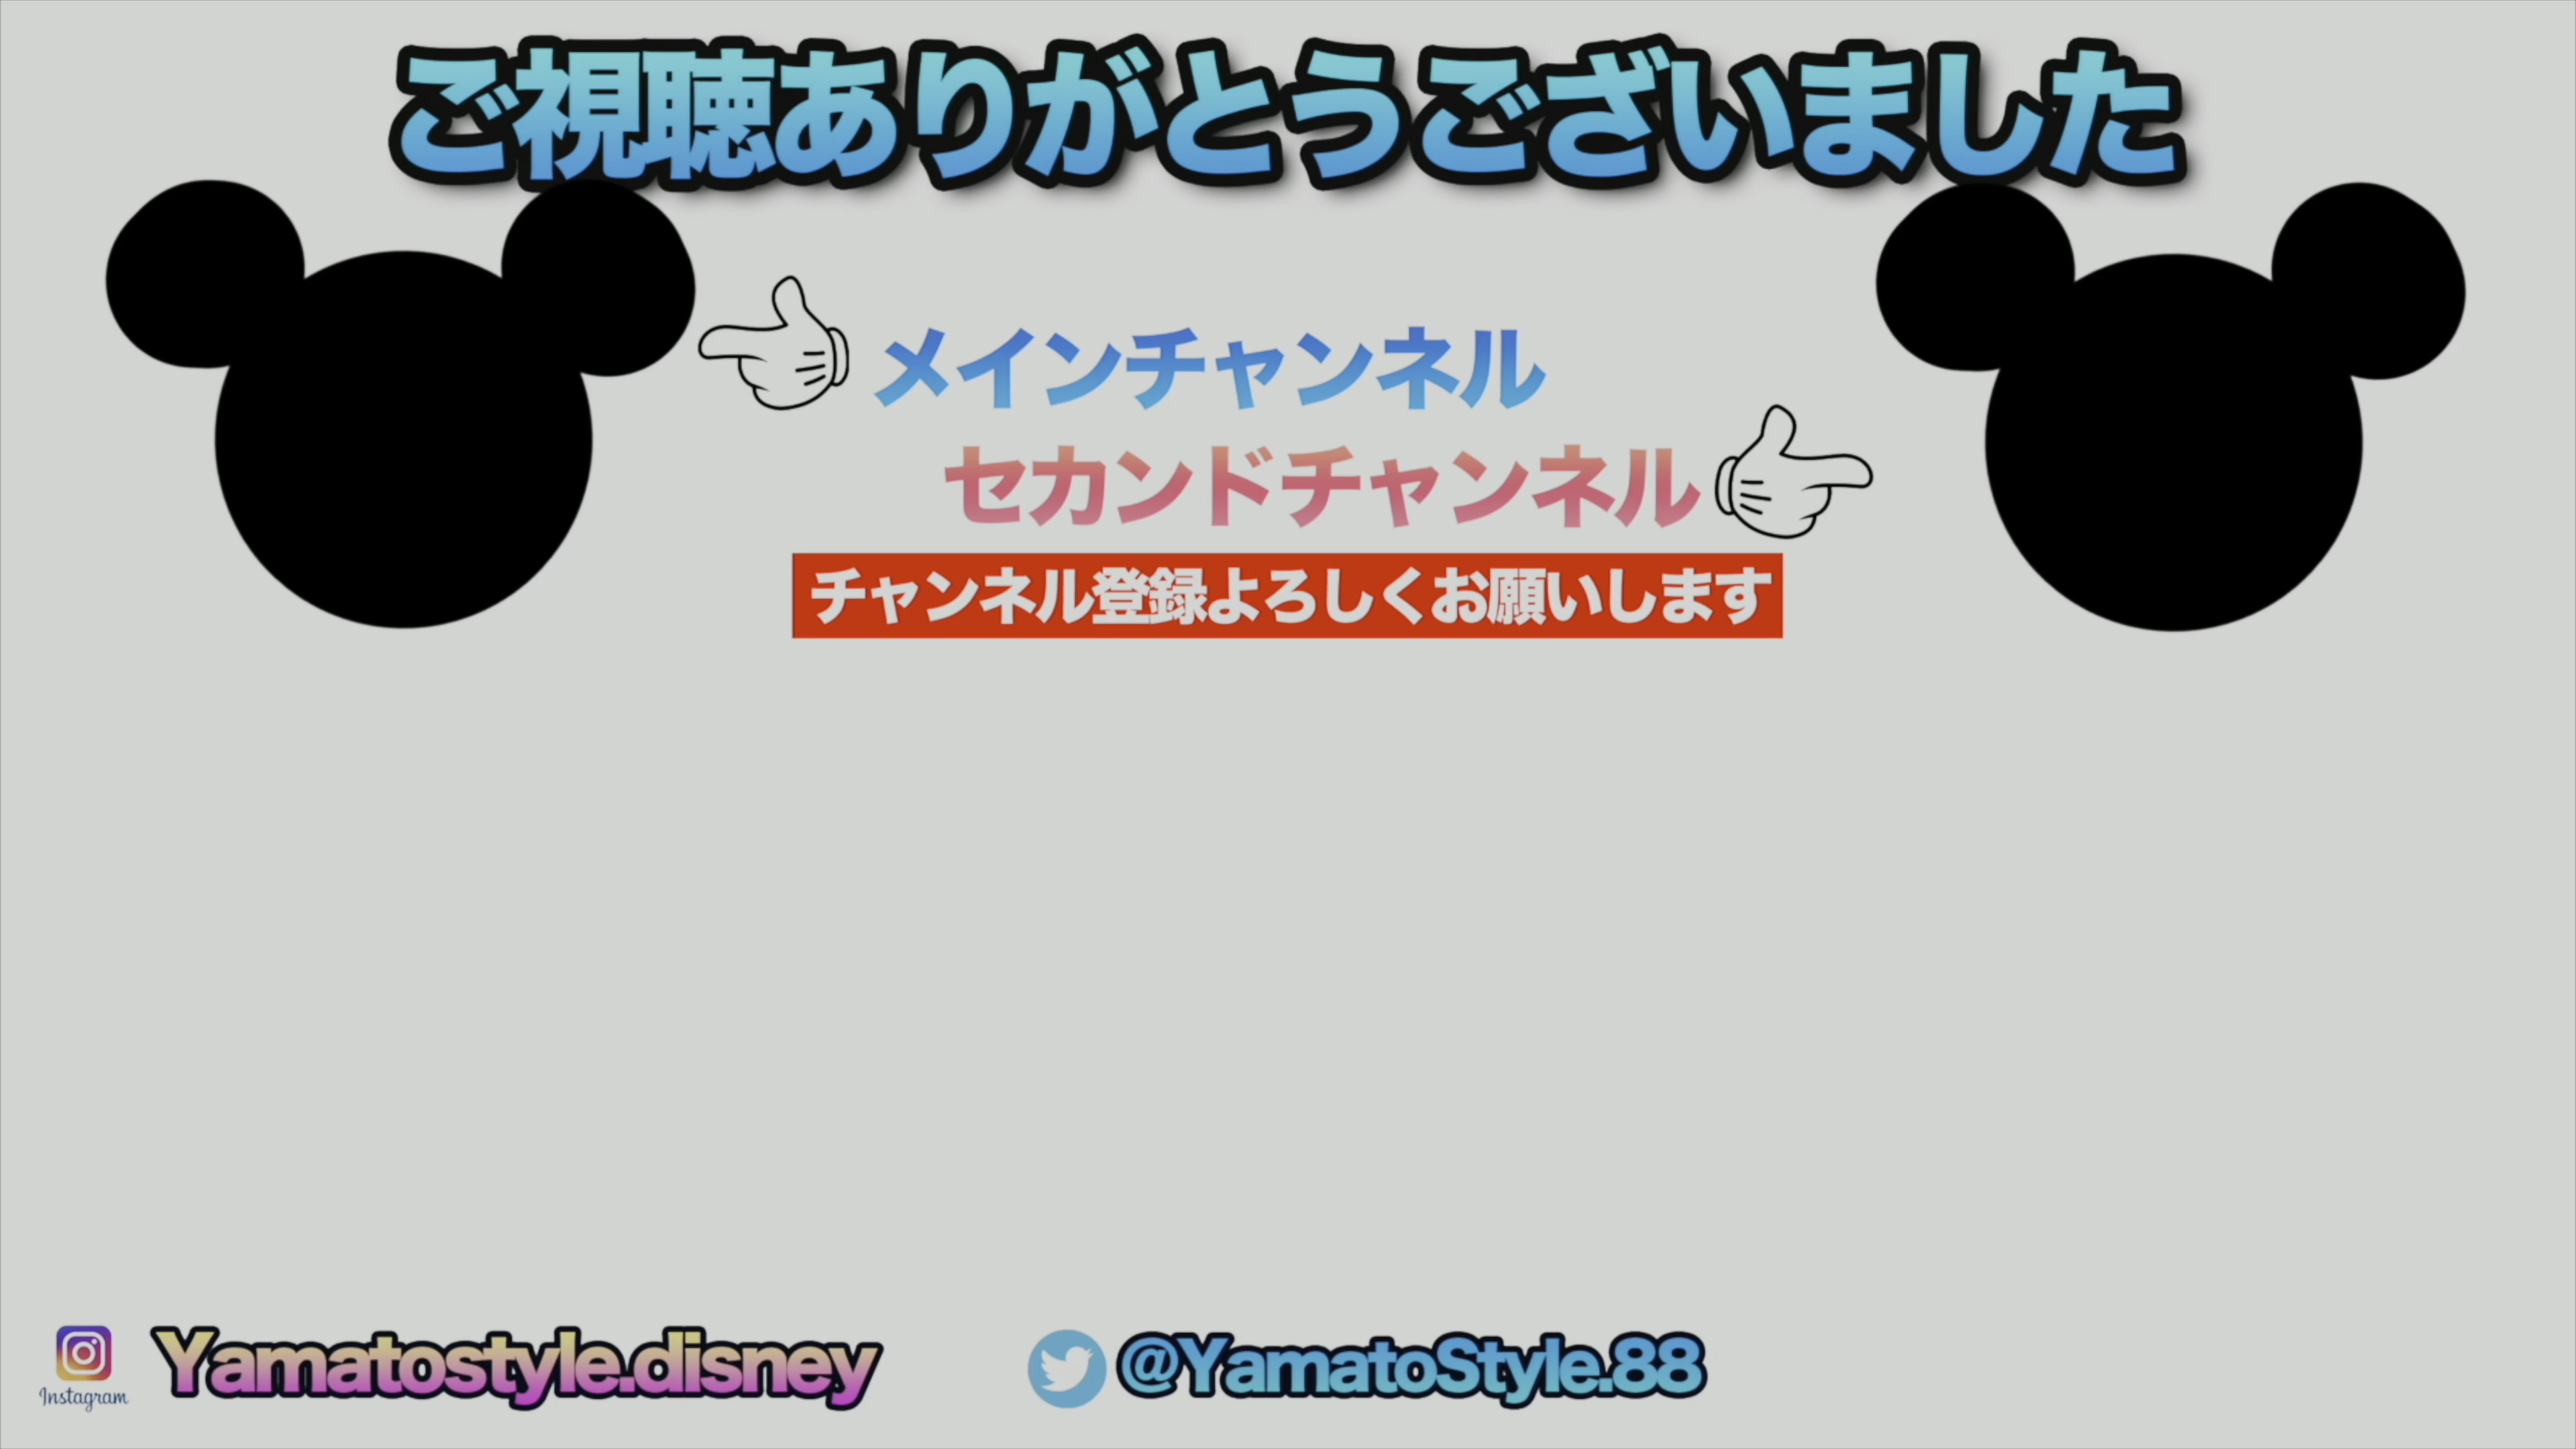 ご視聴ありがとうございました
メインチャンネル
セカンドチャンネル
チャンネル登録よろしくお願いします
Instagram
Yamatostyle.disney
@YamatoStyle.88